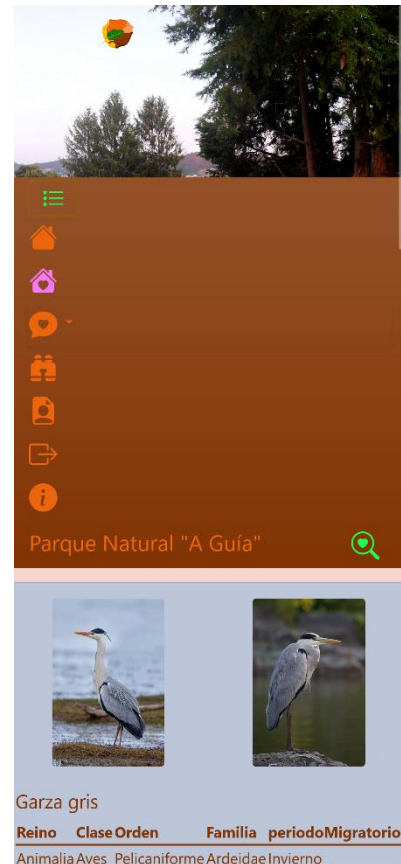 Parque Natural "A Guía"
Garza gris
Reino Clase Orden Familia periodoMigratorio
Animalia Aves Pelicaniforme Ardeidae Invierno